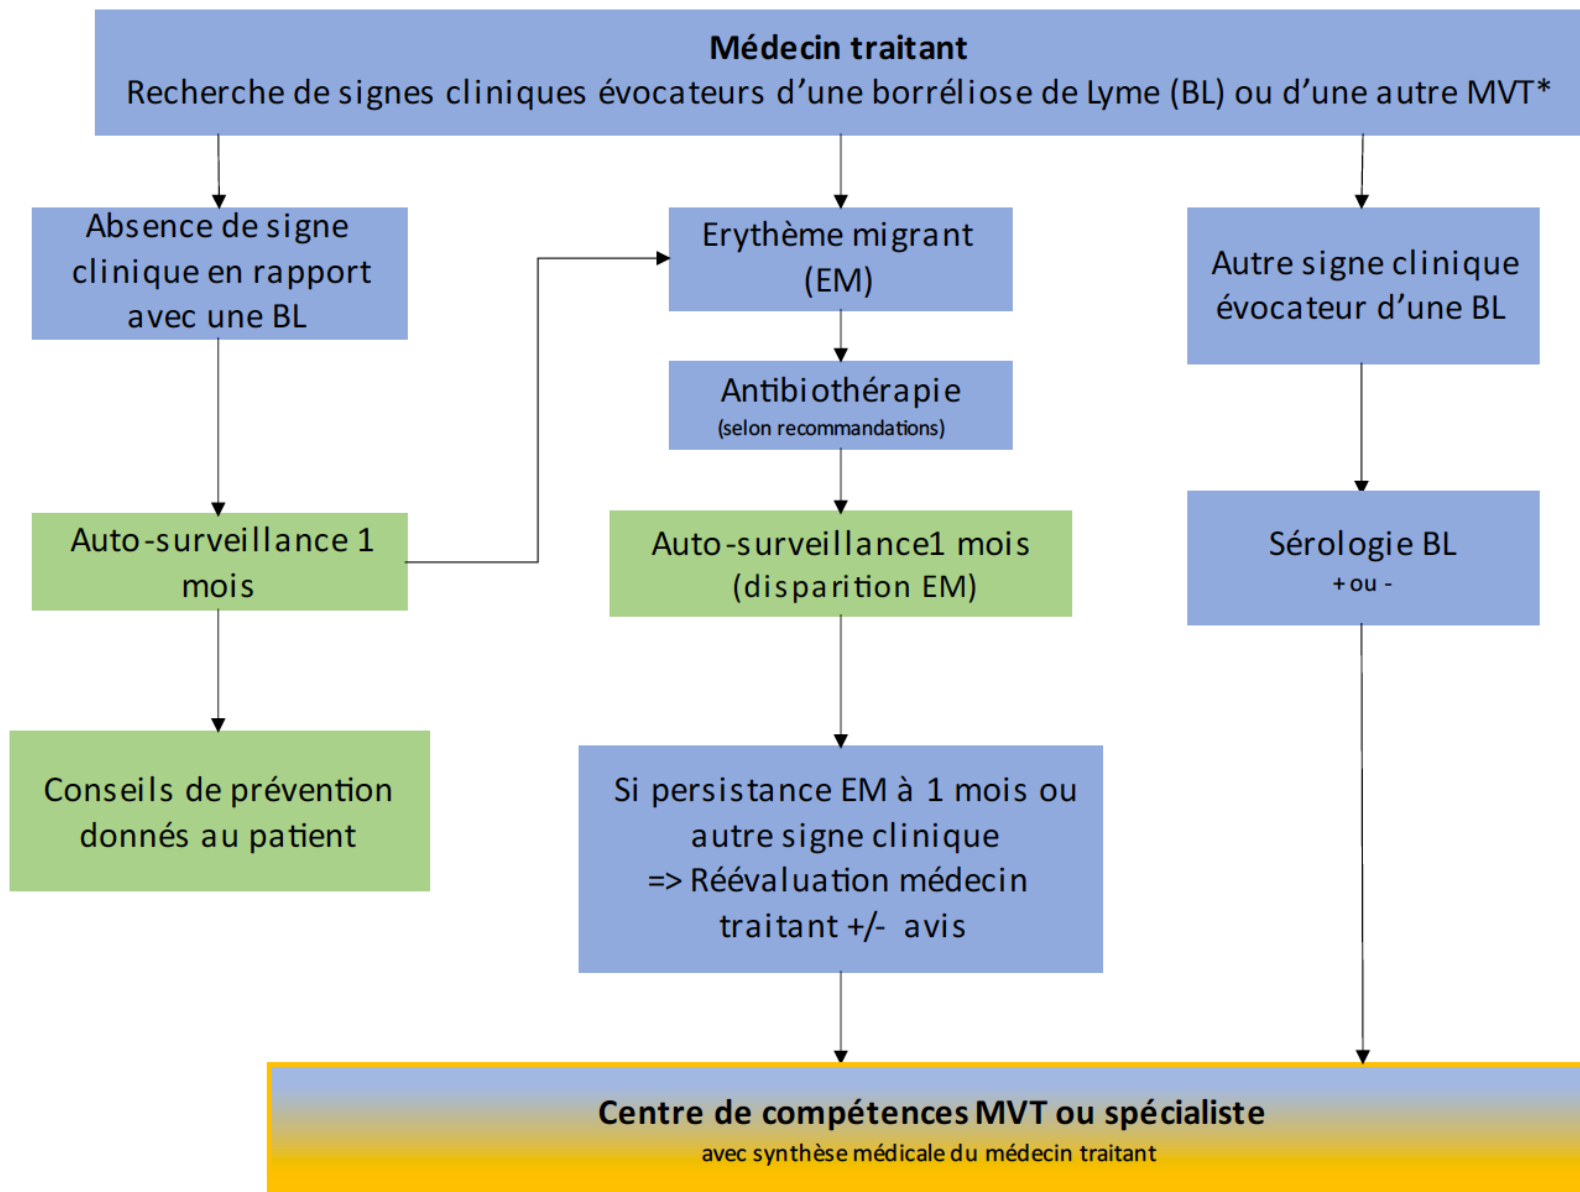 Médecin traitant
Recherche de signes cliniques évocateurs d’une borréliose de Lyme (BL) ou d’une autre MVT*
Absence de signe
clinique en rapport
avec une BL
Erythème migrant
(EM)
Autre signe clinique
évocateur d’une BL
Antibiothérapie
(selon recommandations)
Auto-surveillance 1
mois
Auto-surveillance1 mois
(disparition EM)
Sérologie BL
+ ou -
Conseils de prévention
donnés au patient
Si persistance EM à 1 mois ou
autre signe clinique
=> Réévaluation médecin
traitant +/- avis
Centre de compétences MVT ou spécialiste
avec synthèse médicale du médecin traitant